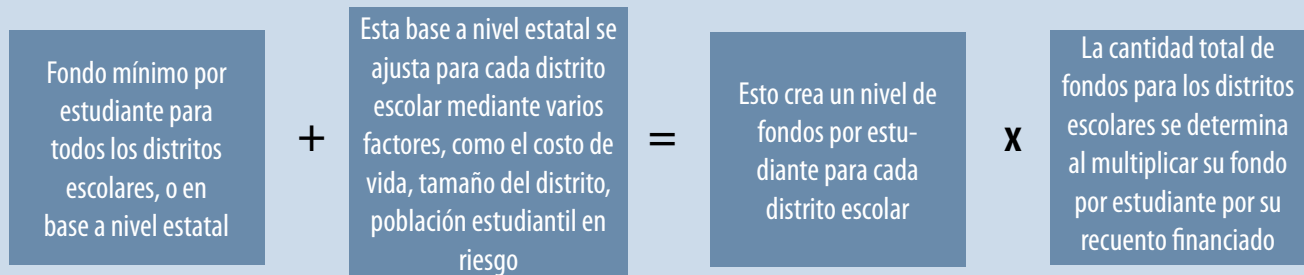 Fondo mínimo por
estudiante para
todos los distritos
escolares, o en
base a nivel estatal
+
Esta base a nivel estatal se
ajusta para cada distrito
escolar mediante varios
factores, como el costo de
vida, tamaño del distrito,
población estudiantil en
riesgo
=
Esto crea un nivel de
fondos por estu-
diante para cada
distrito escolar
x
La cantidad total de
fondos para los distritos
escolares se determina
al multiplicar su fondo
por estudiante por su
recuento financiado